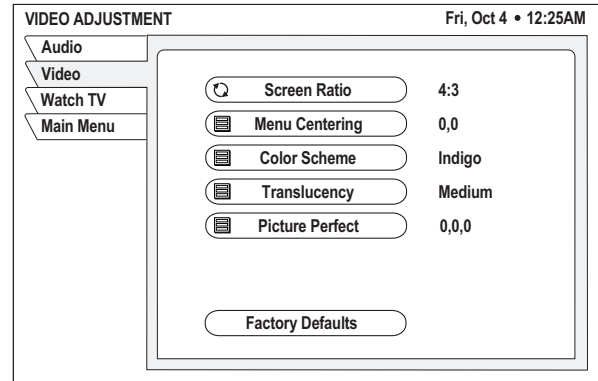 VIDEO ADJUSTMENT Fri, Oct 4 • 12:25AM
Audio
Video
Watch TV
Main Menu
Screen Ratio 4:3
Menu Centering 0,0
Color Scheme Indigo
Translucency Medium
Picture Perfect 0,0,0
Factory Defaults